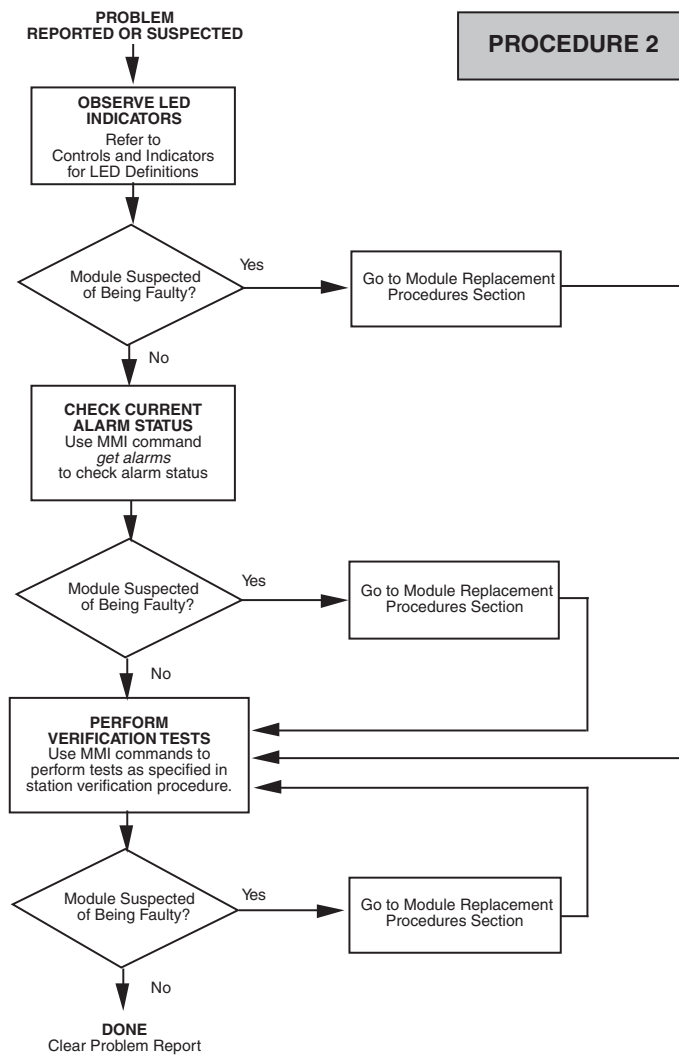 PROBLEM
REPORTED OR SUSPECTED
PROCEDURE 2
OBSERVE LED
INDICATORS
Refer to
Controls and Indicators
for LED Definitions
Module Suspected
of Being Faulty?
Yes
Go to Module Replacement
Procedures Section
No
CHECK CURRENT
ALARM STATUS
Use MMI command
get alarms
to check alarm status
Module Suspected
of Being Faulty?
Yes
Go to Module Replacement
Procedures Section
No
PERFORM
VERIFICATION TESTS
Use MMI commands to
perform tests as specified in
station verification procedure.
Module Suspected
of Being Faulty?
Yes
Go to Module Replacement
Procedures Section
No
DONE
Clear Problem Report